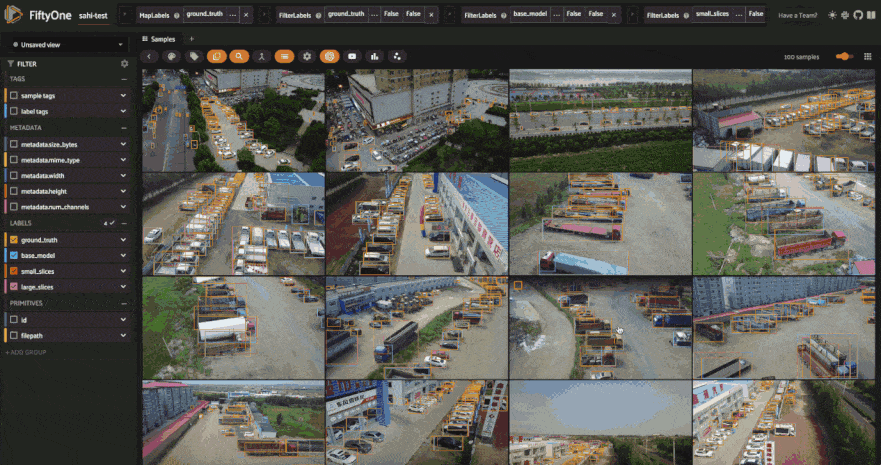 FiftyOne sahi-test
MapLabels ground_truth ... ×
FilterLabels ground_truth ... False False ×
FilterLabels base_model ... False False ×
FilterLabels small_slices ... False
Have a Team?
Unsaved view
Samples +
FILTER
100 samples
TAGS
sample tags
label tags
METADATA
metadata.size_bytes
metadata.mime_type
metadata.width
metadata.height
metadata.num_channels
LABELS 4
ground_truth
base_model
small_slices
large_slices
PRIMITIVES
id
filepath
+ ADD GROUP